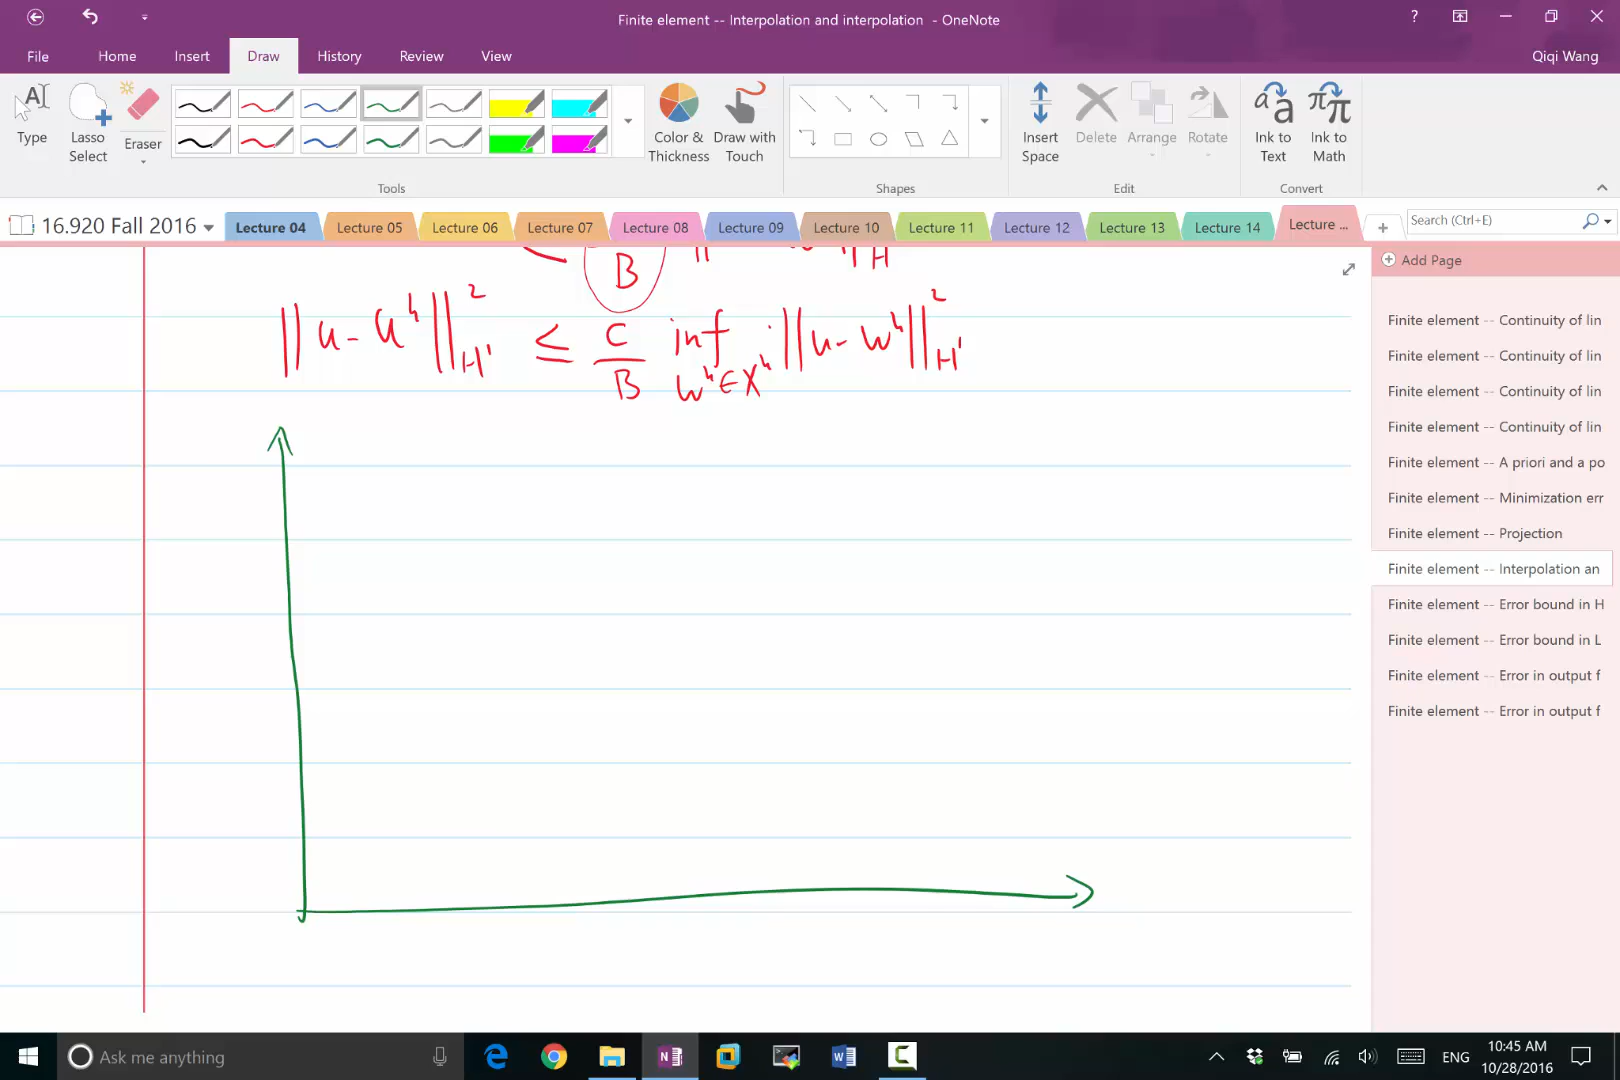 Finite element -- Interpolation and interpolation - OneNote
?
File Home Insert Draw History Review View
Qiqi Wang
Type
Lasso Select
Eraser
Color & Thickness
Draw with Touch
Insert Space
Delete
Arrange
Rotate
Ink to Text
Ink to Math
Tools
Shapes
Edit
Convert
16.920 Fall 2016
Lecture 04 Lecture 05 Lecture 06 Lecture 07 Lecture 08 Lecture 09 Lecture 10 Lecture 11 Lecture 12 Lecture 13 Lecture 14 Lecture ...
Search (Ctrl+E)
Add Page
Finite element -- Continuity of lin
Finite element -- Continuity of lin
Finite element -- Continuity of lin
Finite element -- Continuity of lin
Finite element -- A priori and a po
Finite element -- Minimization err
Finite element -- Projection
Finite element -- Interpolation an
Finite element -- Error bound in H
Finite element -- Error bound in L
Finite element -- Error in output f
Finite element -- Error in output f
B H
||u - u^h||²_H¹ ≤ C/B inf w^h ∈ X^h ||u - w^h||²_H¹
Ask me anything
ENG
10:45 AM
10/28/2016